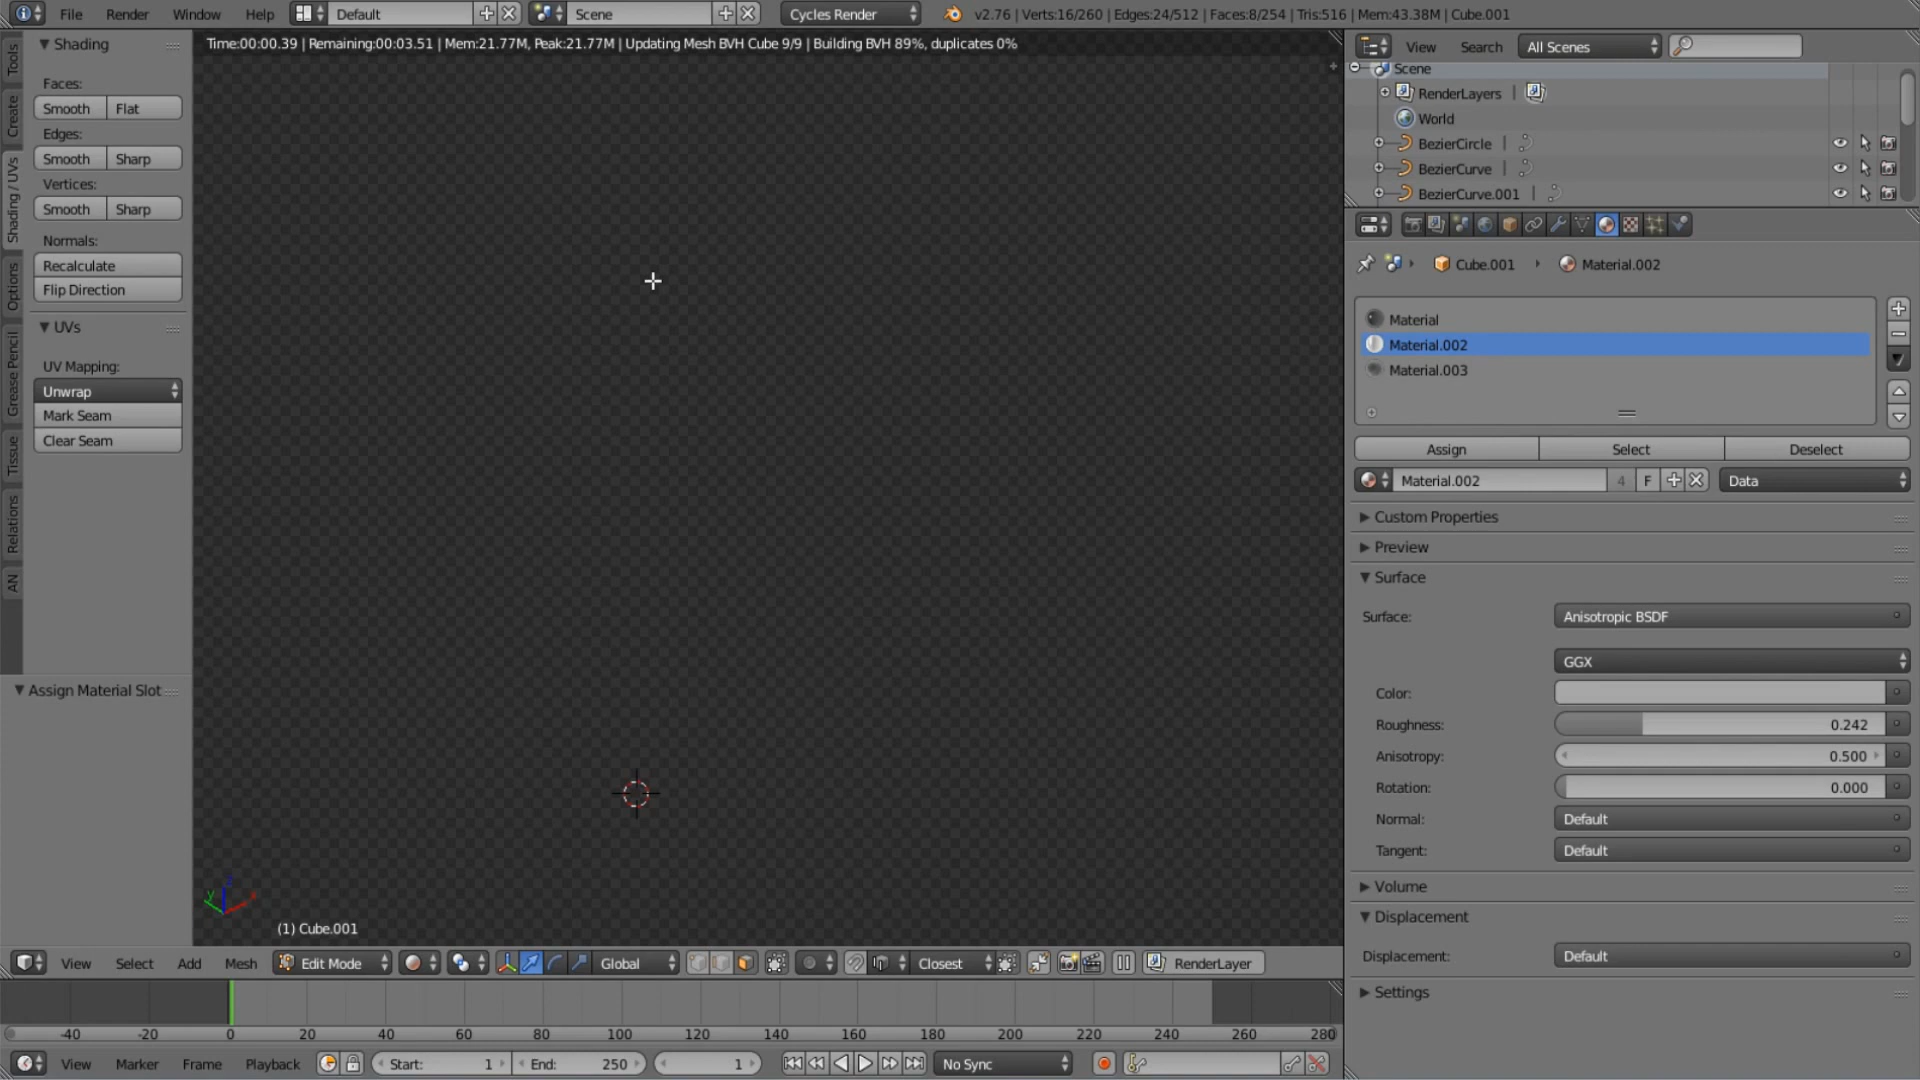 File Render Window Help Default Scene Cycles Render v2.76 | Verts:16/260 | Edges:24/512 | Faces:8/254 | Tris:516 | Mem:43.38M | Cube.001
Time:00:00.39 | Remaining:00:03.51 | Mem:21.77M, Peak:21.77M | Updating Mesh BVH Cube 9/9 | Building BVH 89%, duplicates 0%
Tools
Create
Shading / UVs
Options
Grease Pencil
Tissue
Relations
AN
Shading
Faces:
Smooth Flat
Edges:
Smooth Sharp
Vertices:
Smooth Sharp
Normals:
Recalculate
Flip Direction
UVs
UV Mapping:
Unwrap
Mark Seam
Clear Seam
Assign Material Slot
(1) Cube.001
View Search All Scenes
Scene
RenderLayers |
World
BezierCircle |
BezierCurve |
BezierCurve.001 |
Cube.001 Material.002
Material
Material.002
Material.003
Assign Select Deselect
Material.002 4 F Data
Custom Properties
Preview
Surface
Surface: Anisotropic BSDF
GGX
Color:
Roughness: 0.242
Anisotropy: 0.500
Rotation: 0.000
Normal: Default
Tangent: Default
Volume
Displacement
Displacement: Default
Settings
View Select Add Mesh Edit Mode Global Closest RenderLayer
-40 -20 0 20 40 60 80 100 120 140 160 180 200 220 240 260 280
View Marker Frame Playback Start: 1 End: 250 1 No Sync